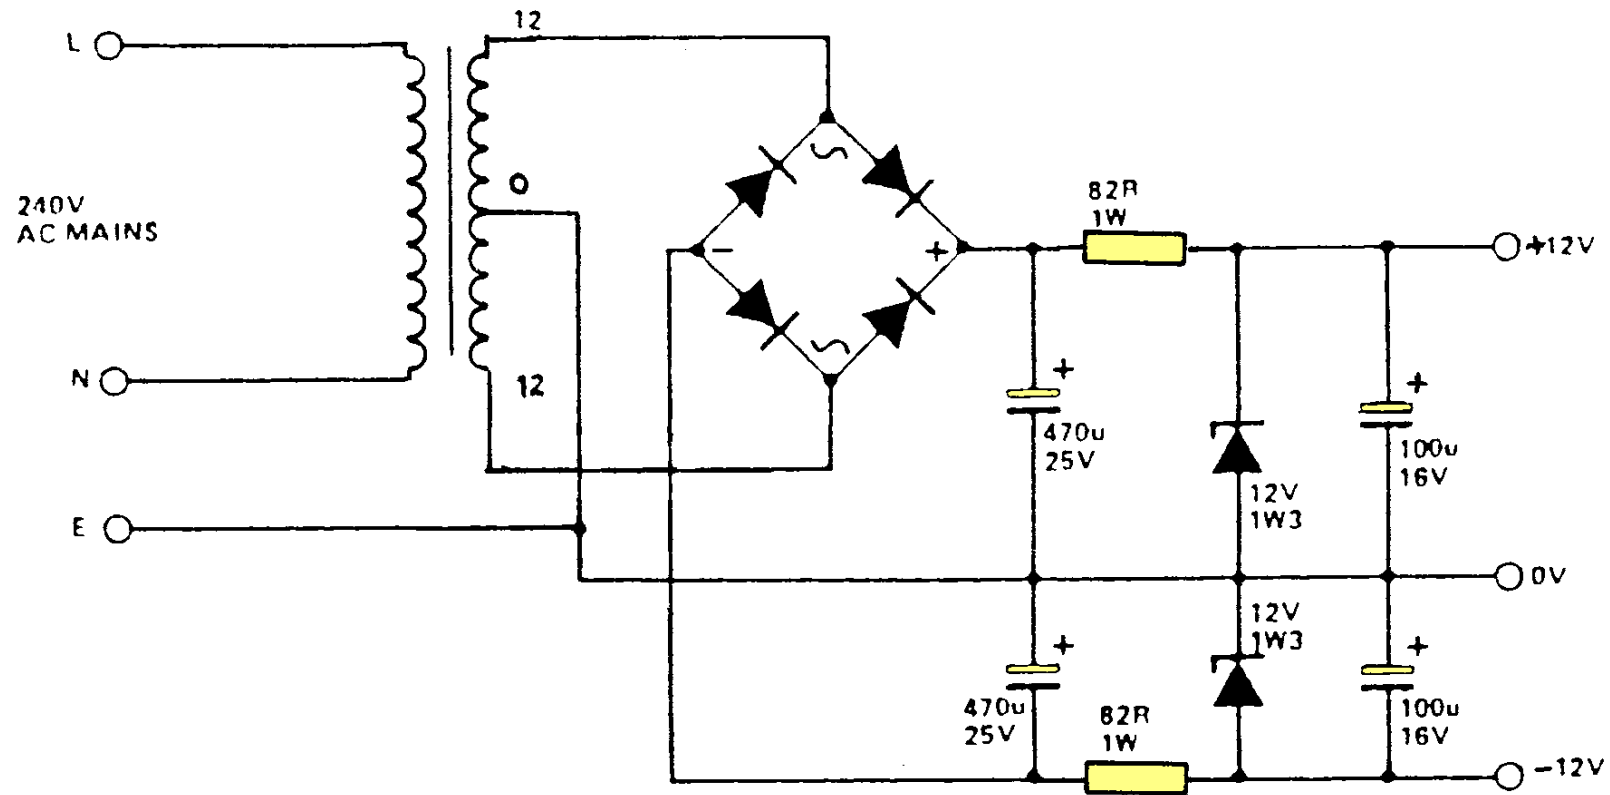 L
12
240V
AC MAINS
0
N
12
E
-
+
82R
1W
+12V
+
470u
25V
+
100u
16V
12V
1W3
0V
12V
1W3
+
470u
25V
82R
1W
+
100u
16V
-12V